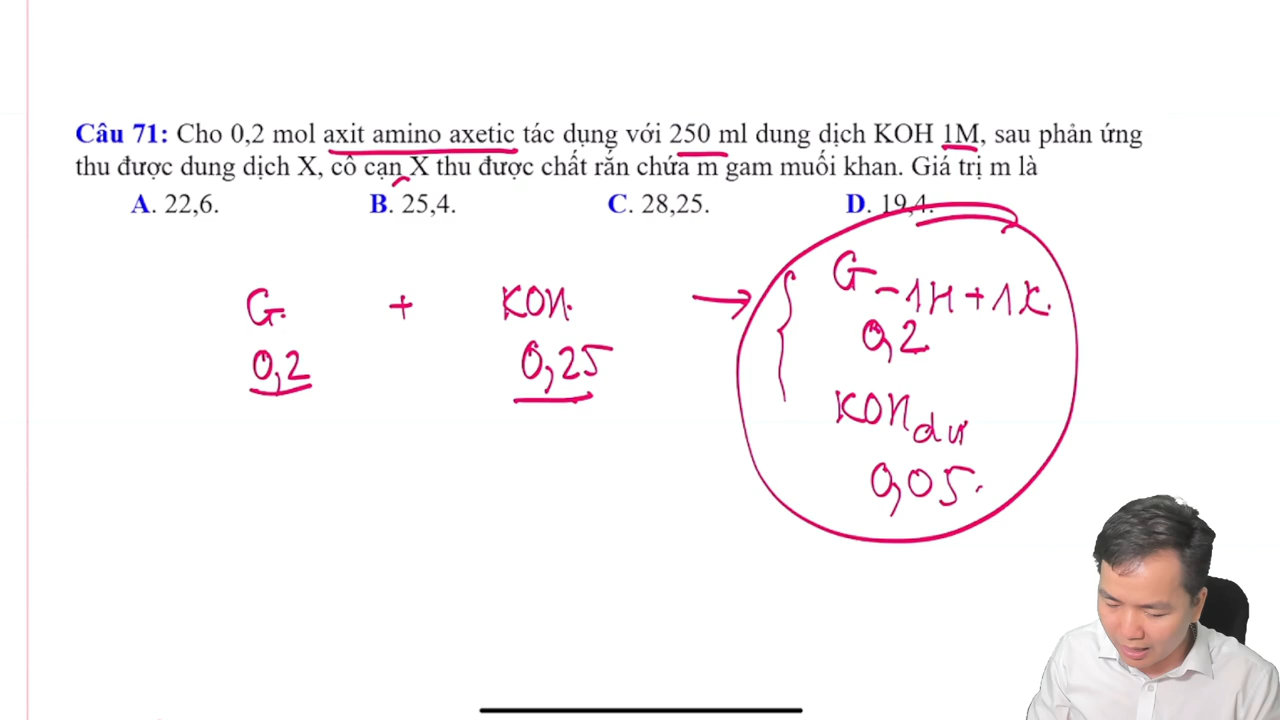 Câu 71: Cho 0,2 mol axit amino axetic tác dụng với 250 ml dung dịch KOH 1M, sau phản ứng
thu được dung dịch X, cô cạn X thu được chất rắn chứa m gam muối khan. Giá trị m là
A. 22,6. B. 25,4. C. 28,25. D. 19,4.
G + KOH → G -1H+1K
0,2 0,25 0,2
KOH dư
0,05